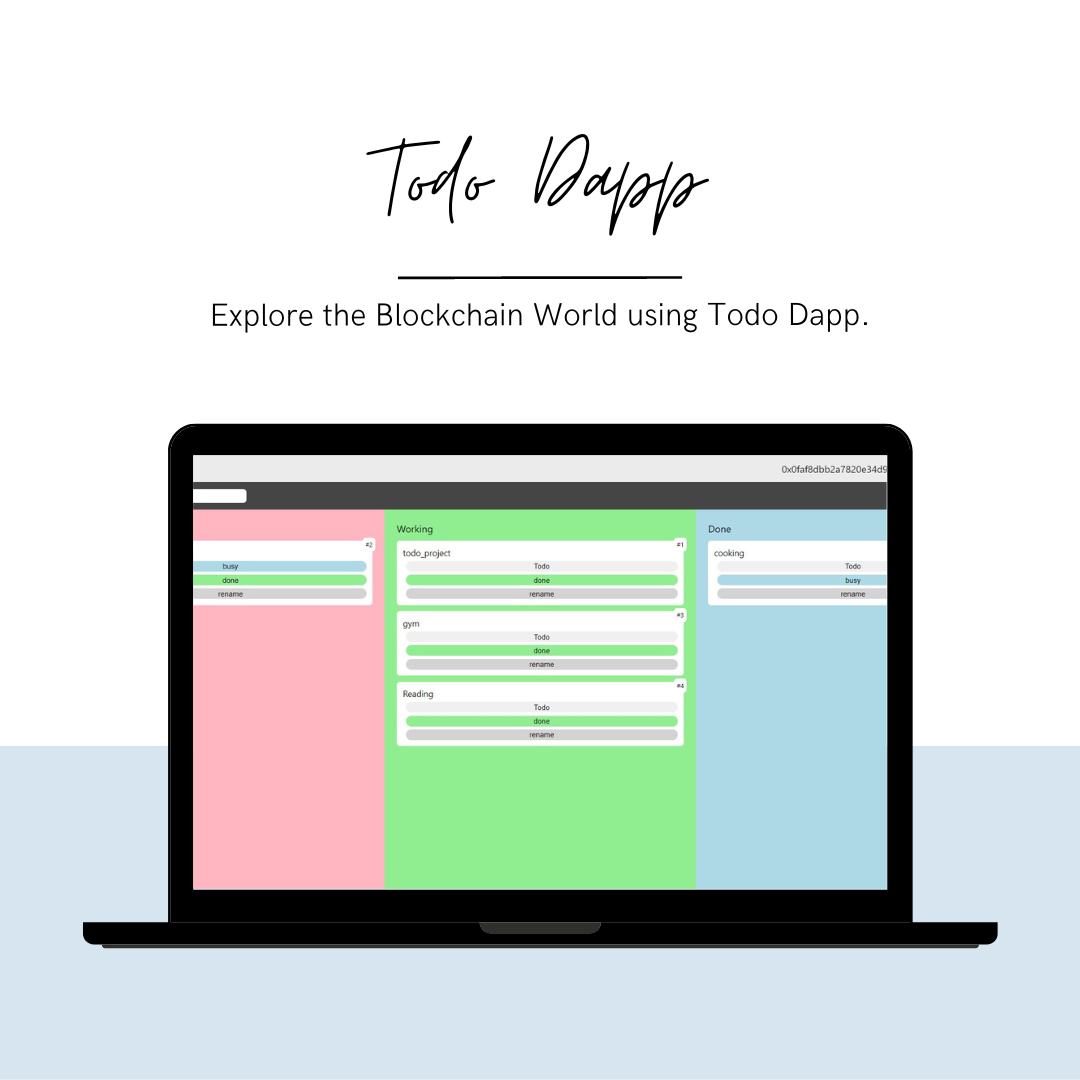 Todo Dapp
Explore the Blockchain World using Todo Dapp.
0x0faf8dbb2a7820e34d9
#2
busy
done
rename
Working
#1
todo_project
Todo
done
rename
#3
gym
Todo
done
rename
#4
Reading
Todo
done
rename
Done
cooking
Todo
busy
rename